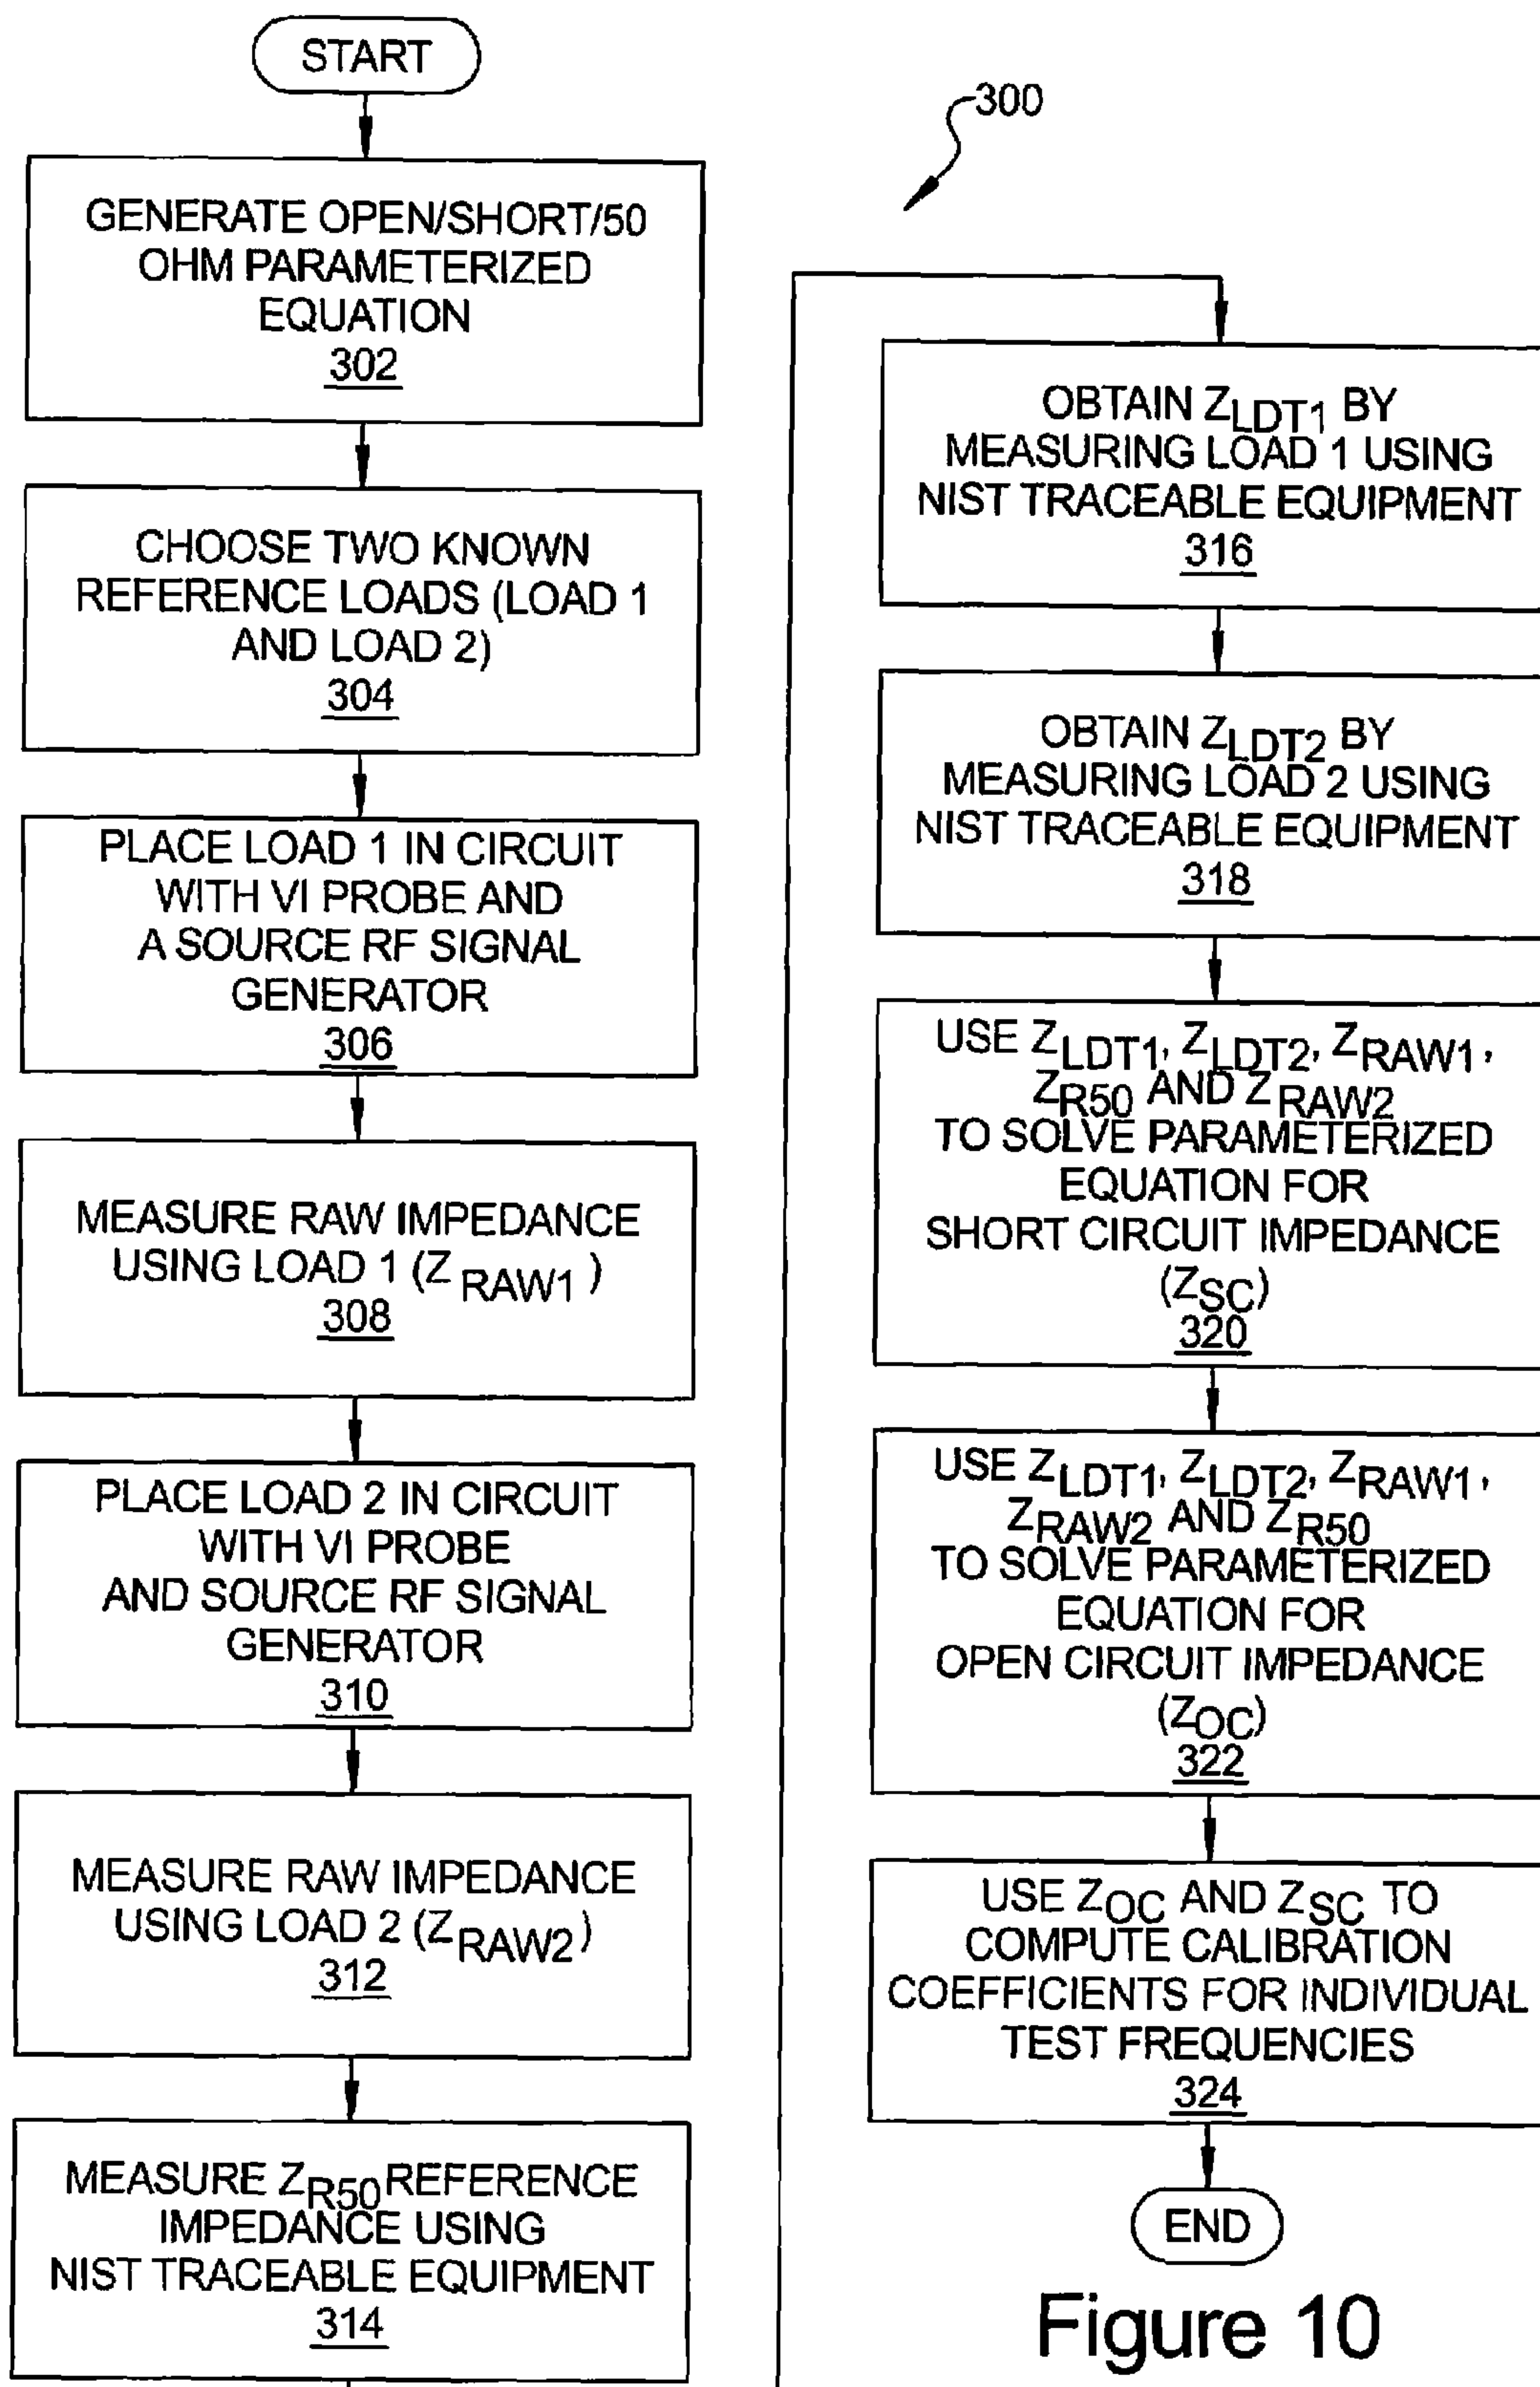 START
GENERATE OPEN/SHORT/50
OHM PARAMETERIZED
EQUATION
302
CHOOSE TWO KNOWN
REFERENCE LOADS (LOAD 1
AND LOAD 2)
304
PLACE LOAD 1 IN CIRCUIT
WITH VI PROBE AND
A SOURCE RF SIGNAL
GENERATOR
306
MEASURE RAW IMPEDANCE
USING LOAD 1 (Z RAW1 )
308
PLACE LOAD 2 IN CIRCUIT
WITH VI PROBE
AND SOURCE RF SIGNAL
GENERATOR
310
MEASURE RAW IMPEDANCE
USING LOAD 2 (ZRAW2)
312
MEASURE ZR50 REFERENCE
IMPEDANCE USING
NIST TRACEABLE EQUIPMENT
314
300
OBTAIN ZLDT1 BY
MEASURING LOAD 1 USING
NIST TRACEABLE EQUIPMENT
316
OBTAIN ZLDT2 BY
MEASURING LOAD 2 USING
NIST TRACEABLE EQUIPMENT
318
USE ZLDT1, ZLDT2, ZRAW1,
ZR50 AND ZRAW2
TO SOLVE PARAMETERIZED
EQUATION FOR
SHORT CIRCUIT IMPEDANCE
(ZSC)
320
USE ZLDT1, ZLDT2, ZRAW1,
ZRAW2 AND ZR50
TO SOLVE PARAMETERIZED
EQUATION FOR
OPEN CIRCUIT IMPEDANCE
(ZOC)
322
USE ZOC AND ZSC TO
COMPUTE CALIBRATION
COEFFICIENTS FOR INDIVIDUAL
TEST FREQUENCIES
324
END
Figure 10